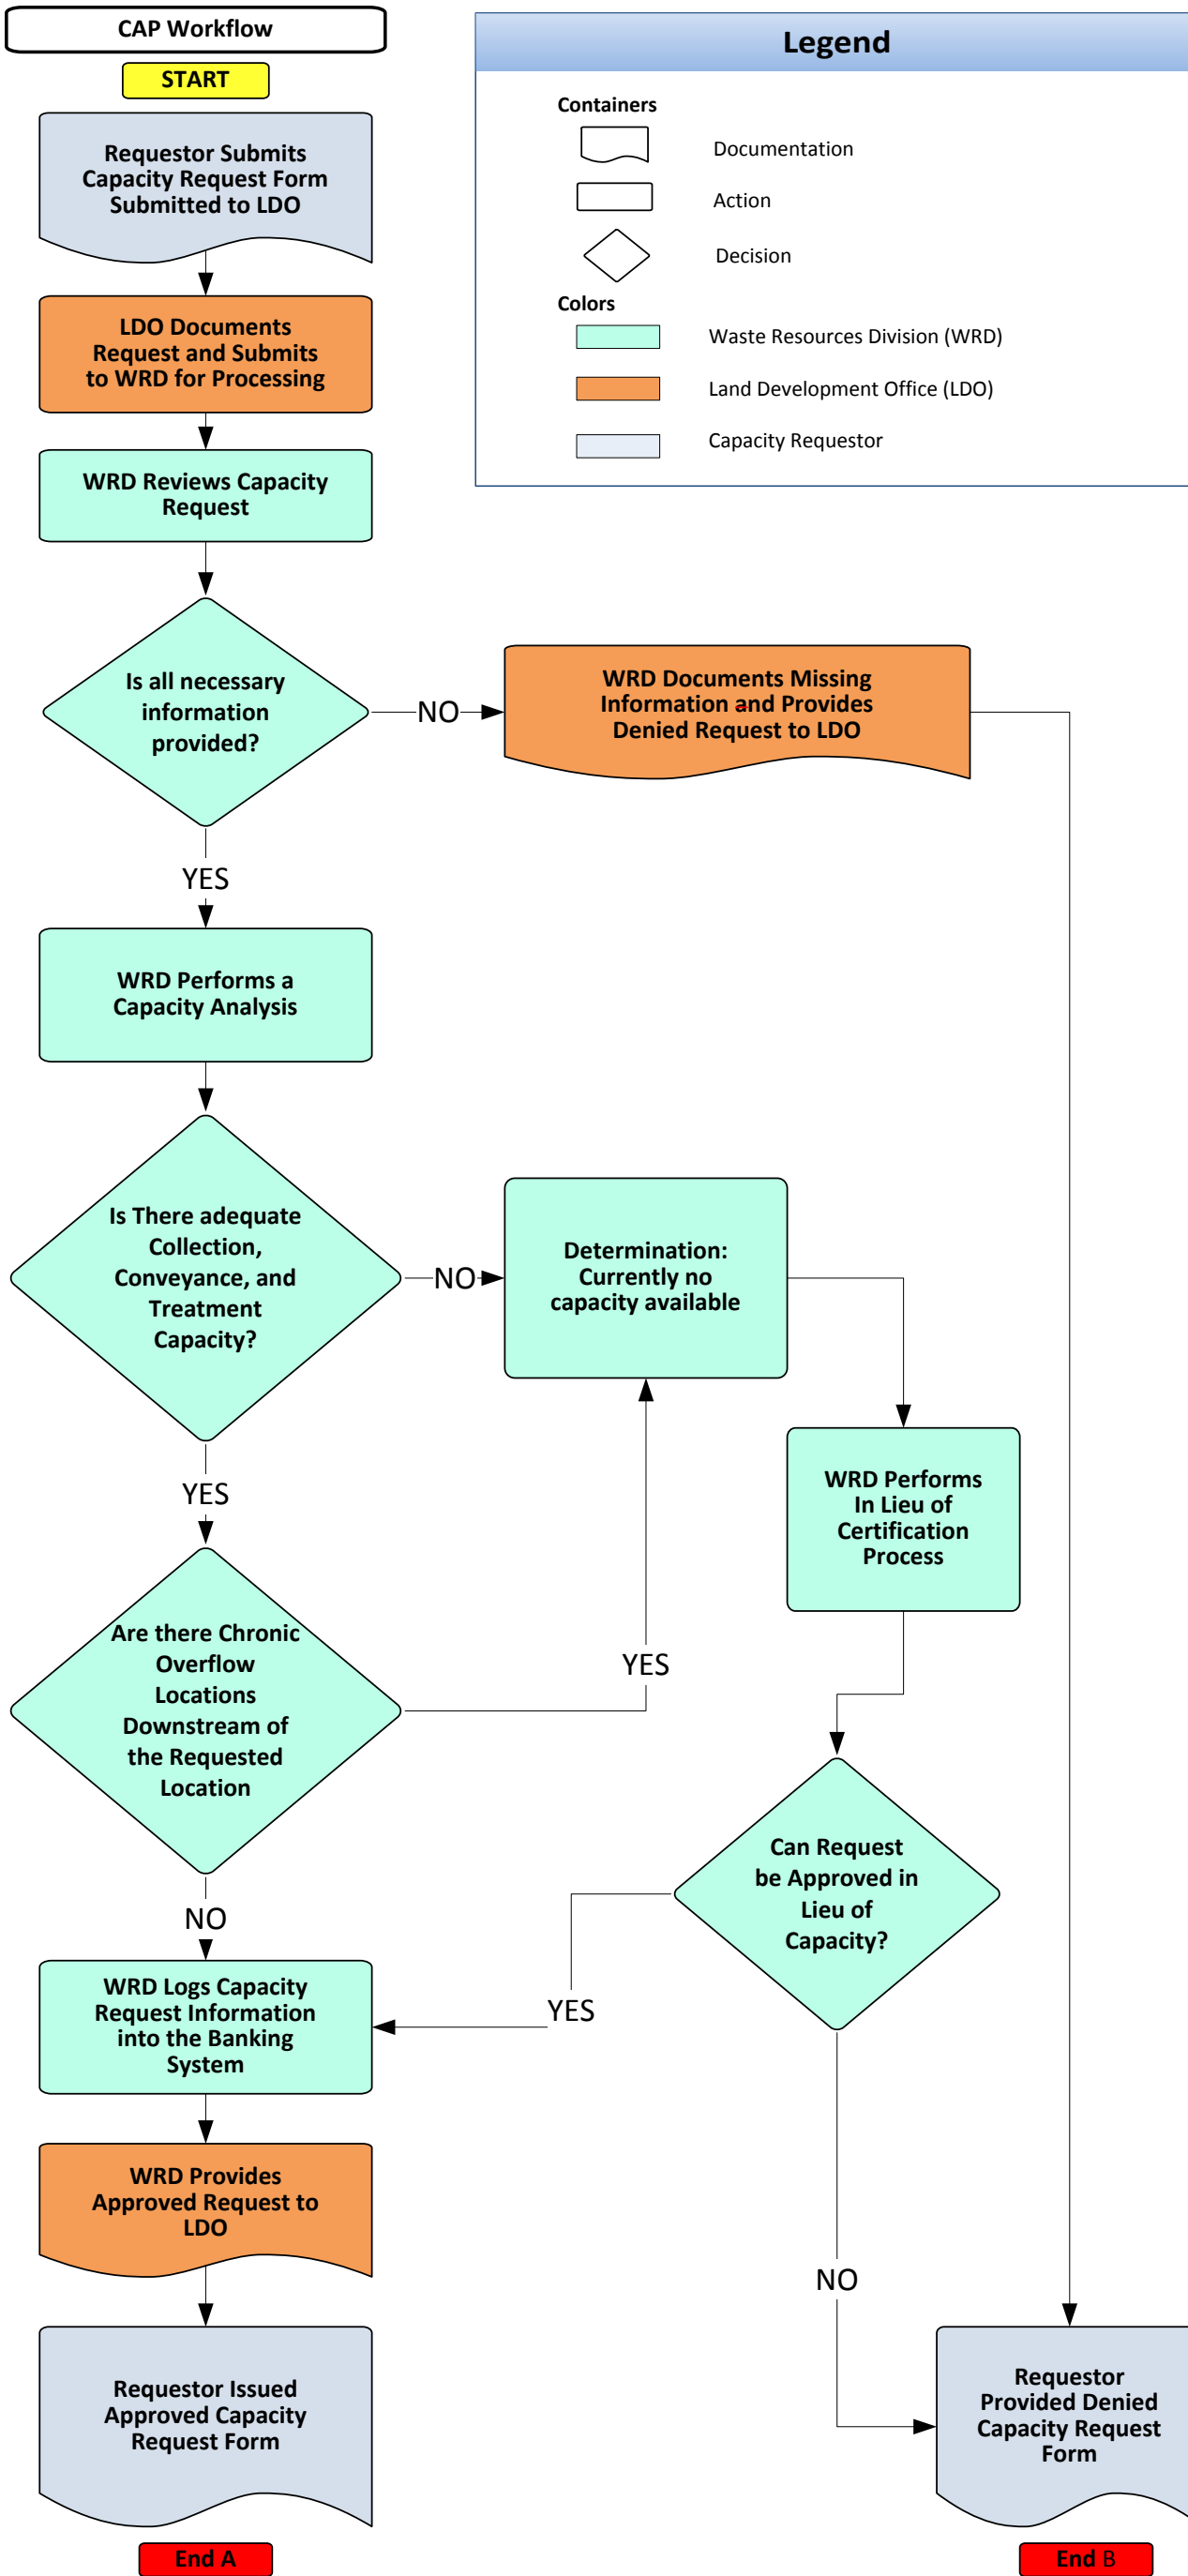 CAP Workflow
START
Requestor Submits
Capacity Request Form
Submitted to LDO
LDO Documents
Request and Submits
to WRD for Processing
WRD Reviews Capacity
Request
Legend
Containers
Documentation
Action
Decision
Colors
Waste Resources Division (WRD)
Land Development Office (LDO)
Capacity Requestor
Is all necessary
information
provided?
NO
WRD Documents Missing
Information and Provides
Denied Request to LDO
YES
WRD Performs a
Capacity Analysis
Is There adequate
Collection,
Conveyance, and
Treatment
Capacity?
NO
Determination:
Currently no
capacity available
YES
WRD Performs
In Lieu of
Certification
Process
Are there Chronic
Overflow
Locations
Downstream of
the Requested
Location
YES
Can Request
be Approved in
Lieu of
Capacity?
NO
YES
WRD Logs Capacity
Request Information
into the Banking
System
WRD Provides
Approved Request to
LDO
NO
Requestor Issued
Approved Capacity
Request Form
Requestor
Provided Denied
Capacity Request
Form
End A
End B